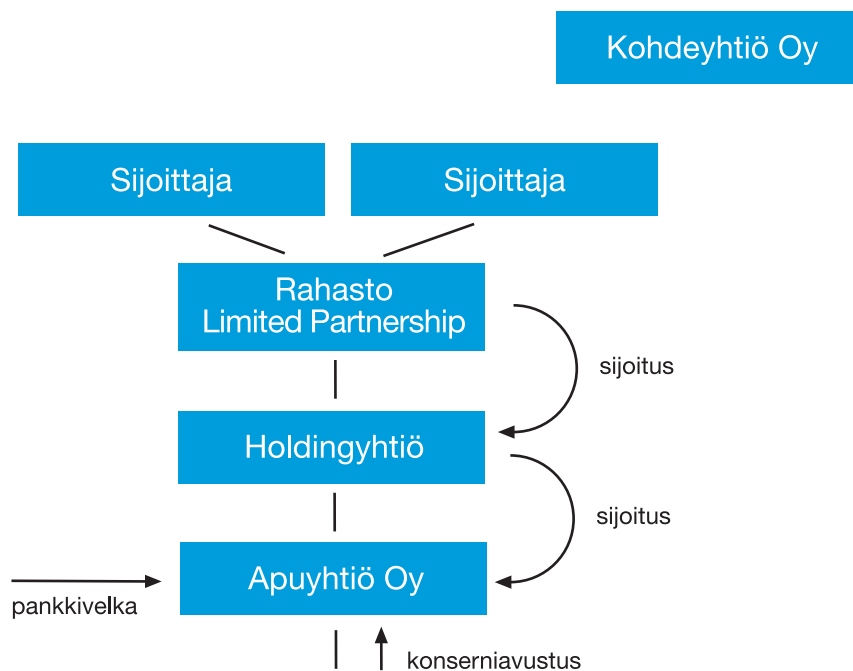 Kohdeyhtiö Oy
Sijoittaja
Sijoittaja
Rahasto
Limited Partnership
sijoitus
Holdingyhtiö
sijoitus
Apuyhtiö Oy
pankkivelka
konserniavustus